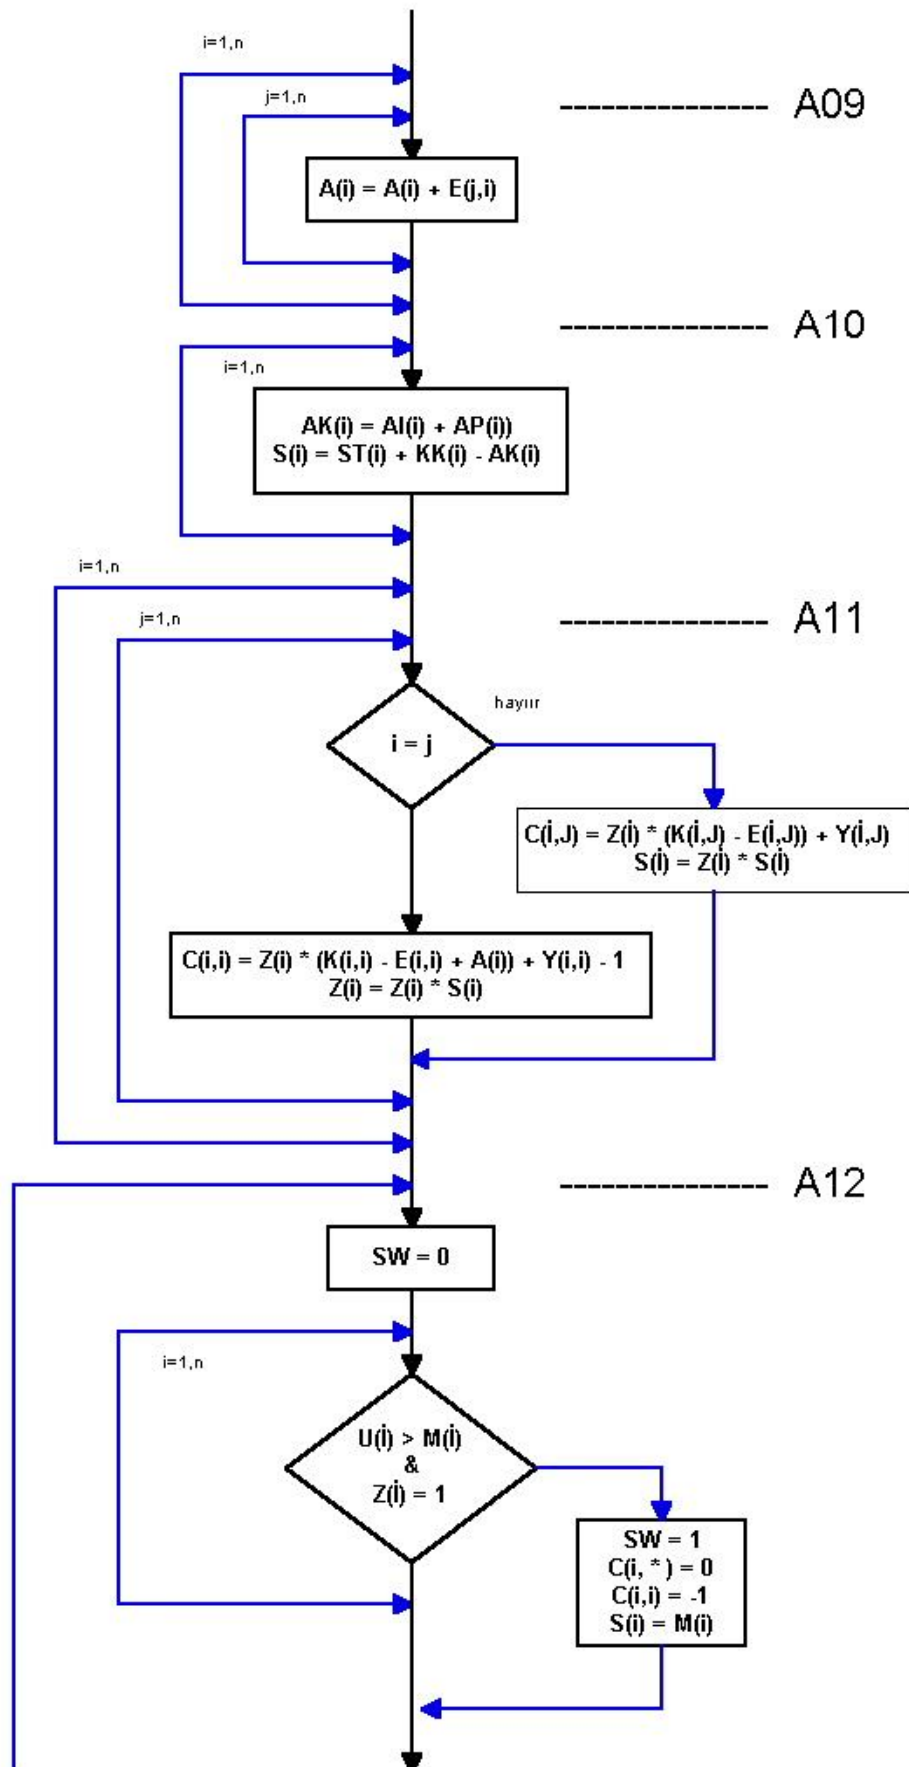 i=1,n
j=1,n
--------------- A09
A(i) = A(i) + E(j,i)
--------------- A10
i=1,n
AK(i) = AI(i) + AP(i))
S(i) = ST(i) + KK(i) - AK(i)
i=1,n
j=1,n
--------------- A11
hayıır
i = j
C(İ,J) = Z(İ) * (K(İ,J) - E(İ,J)) + Y(İ,J)
S(İ) = Z(İ) * S(İ)
C(i,i) = Z(i) * (K(i,i) - E(i,i) + A(i)) + Y(i,i) - 1
Z(i) = Z(i) * S(i)
--------------- A12
SW = 0
i=1,n
U(İ) > M(İ)
&
Z(İ) = 1
SW = 1
C(i, * ) = 0
C(i,i) = -1
S(i) = M(i)